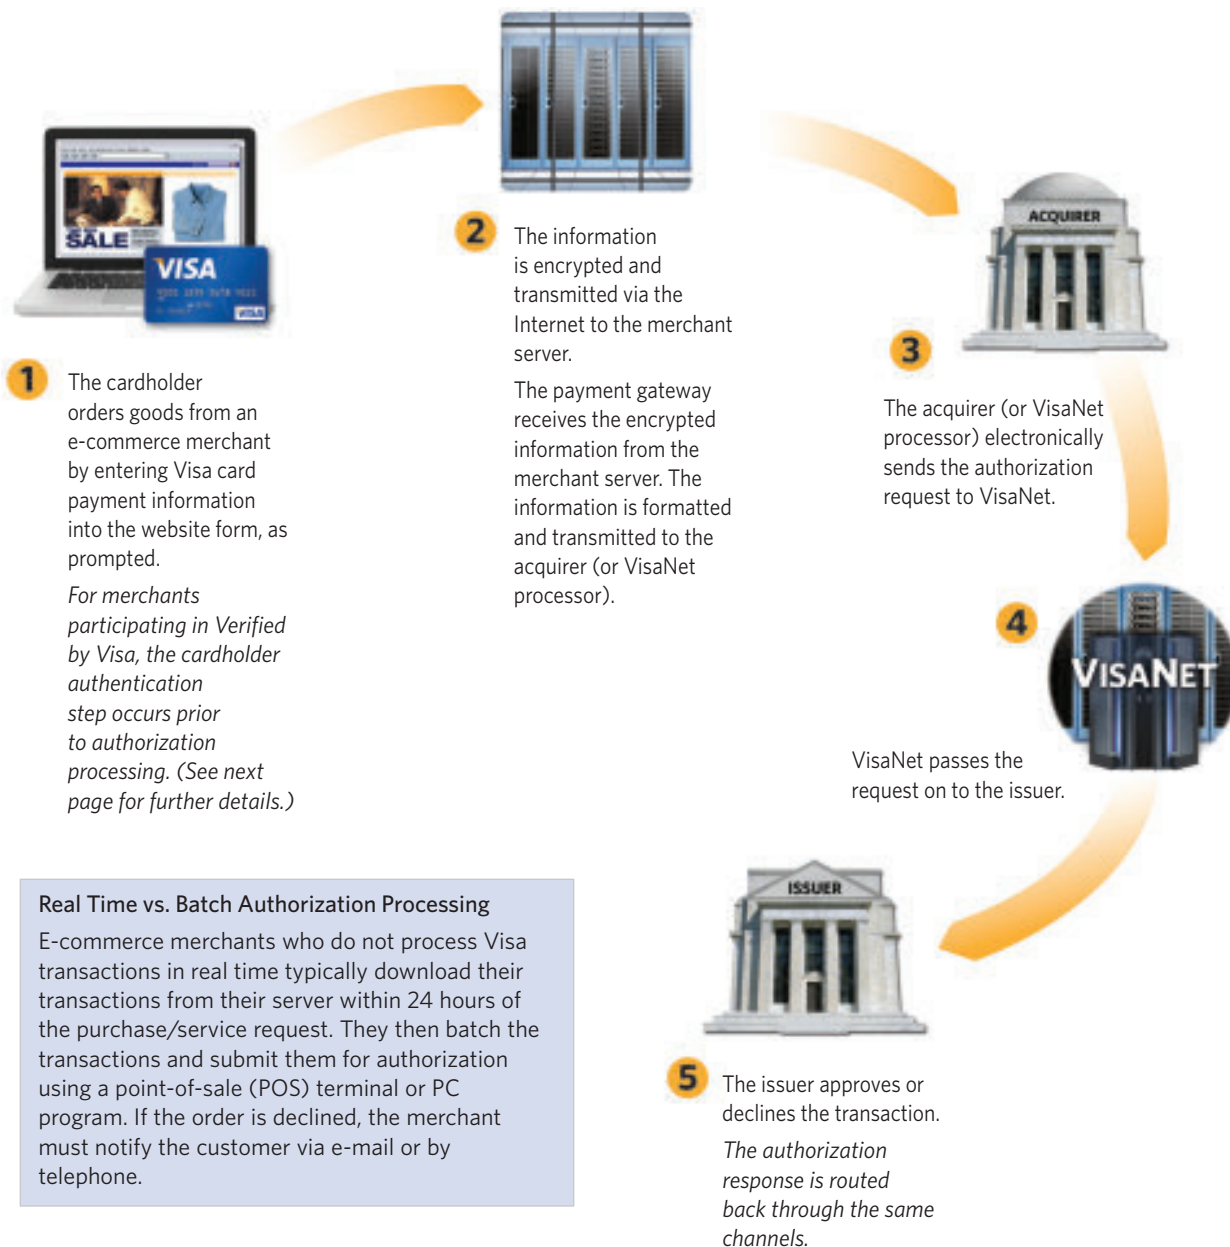 SALE
VISA
VISA
1
The cardholder
orders goods from an
e-commerce merchant
by entering Visa card
payment information
into the website form, as
prompted.
For merchants
participating in Verified
by Visa, the cardholder
authentication
step occurs prior
to authorization
processing. (See next
page for further details.)
2
The information
is encrypted and
transmitted via the
Internet to the merchant
server.
The payment gateway
receives the encrypted
information from the
merchant server. The
information is formatted
and transmitted to the
acquirer (or VisaNet
processor).
ACQUIRER
3
The acquirer (or VisaNet
processor) electronically
sends the authorization
request to VisaNet.
4
VISANET
VisaNet passes the
request on to the issuer.
ISSUER
5
The issuer approves or
declines the transaction.
The authorization
response is routed
back through the same
channels.
Real Time vs. Batch Authorization Processing
E-commerce merchants who do not process Visa
transactions in real time typically download their
transactions from their server within 24 hours of
the purchase/service request. They then batch the
transactions and submit them for authorization
using a point-of-sale (POS) terminal or PC
program. If the order is declined, the merchant
must notify the customer via e-mail or by
telephone.